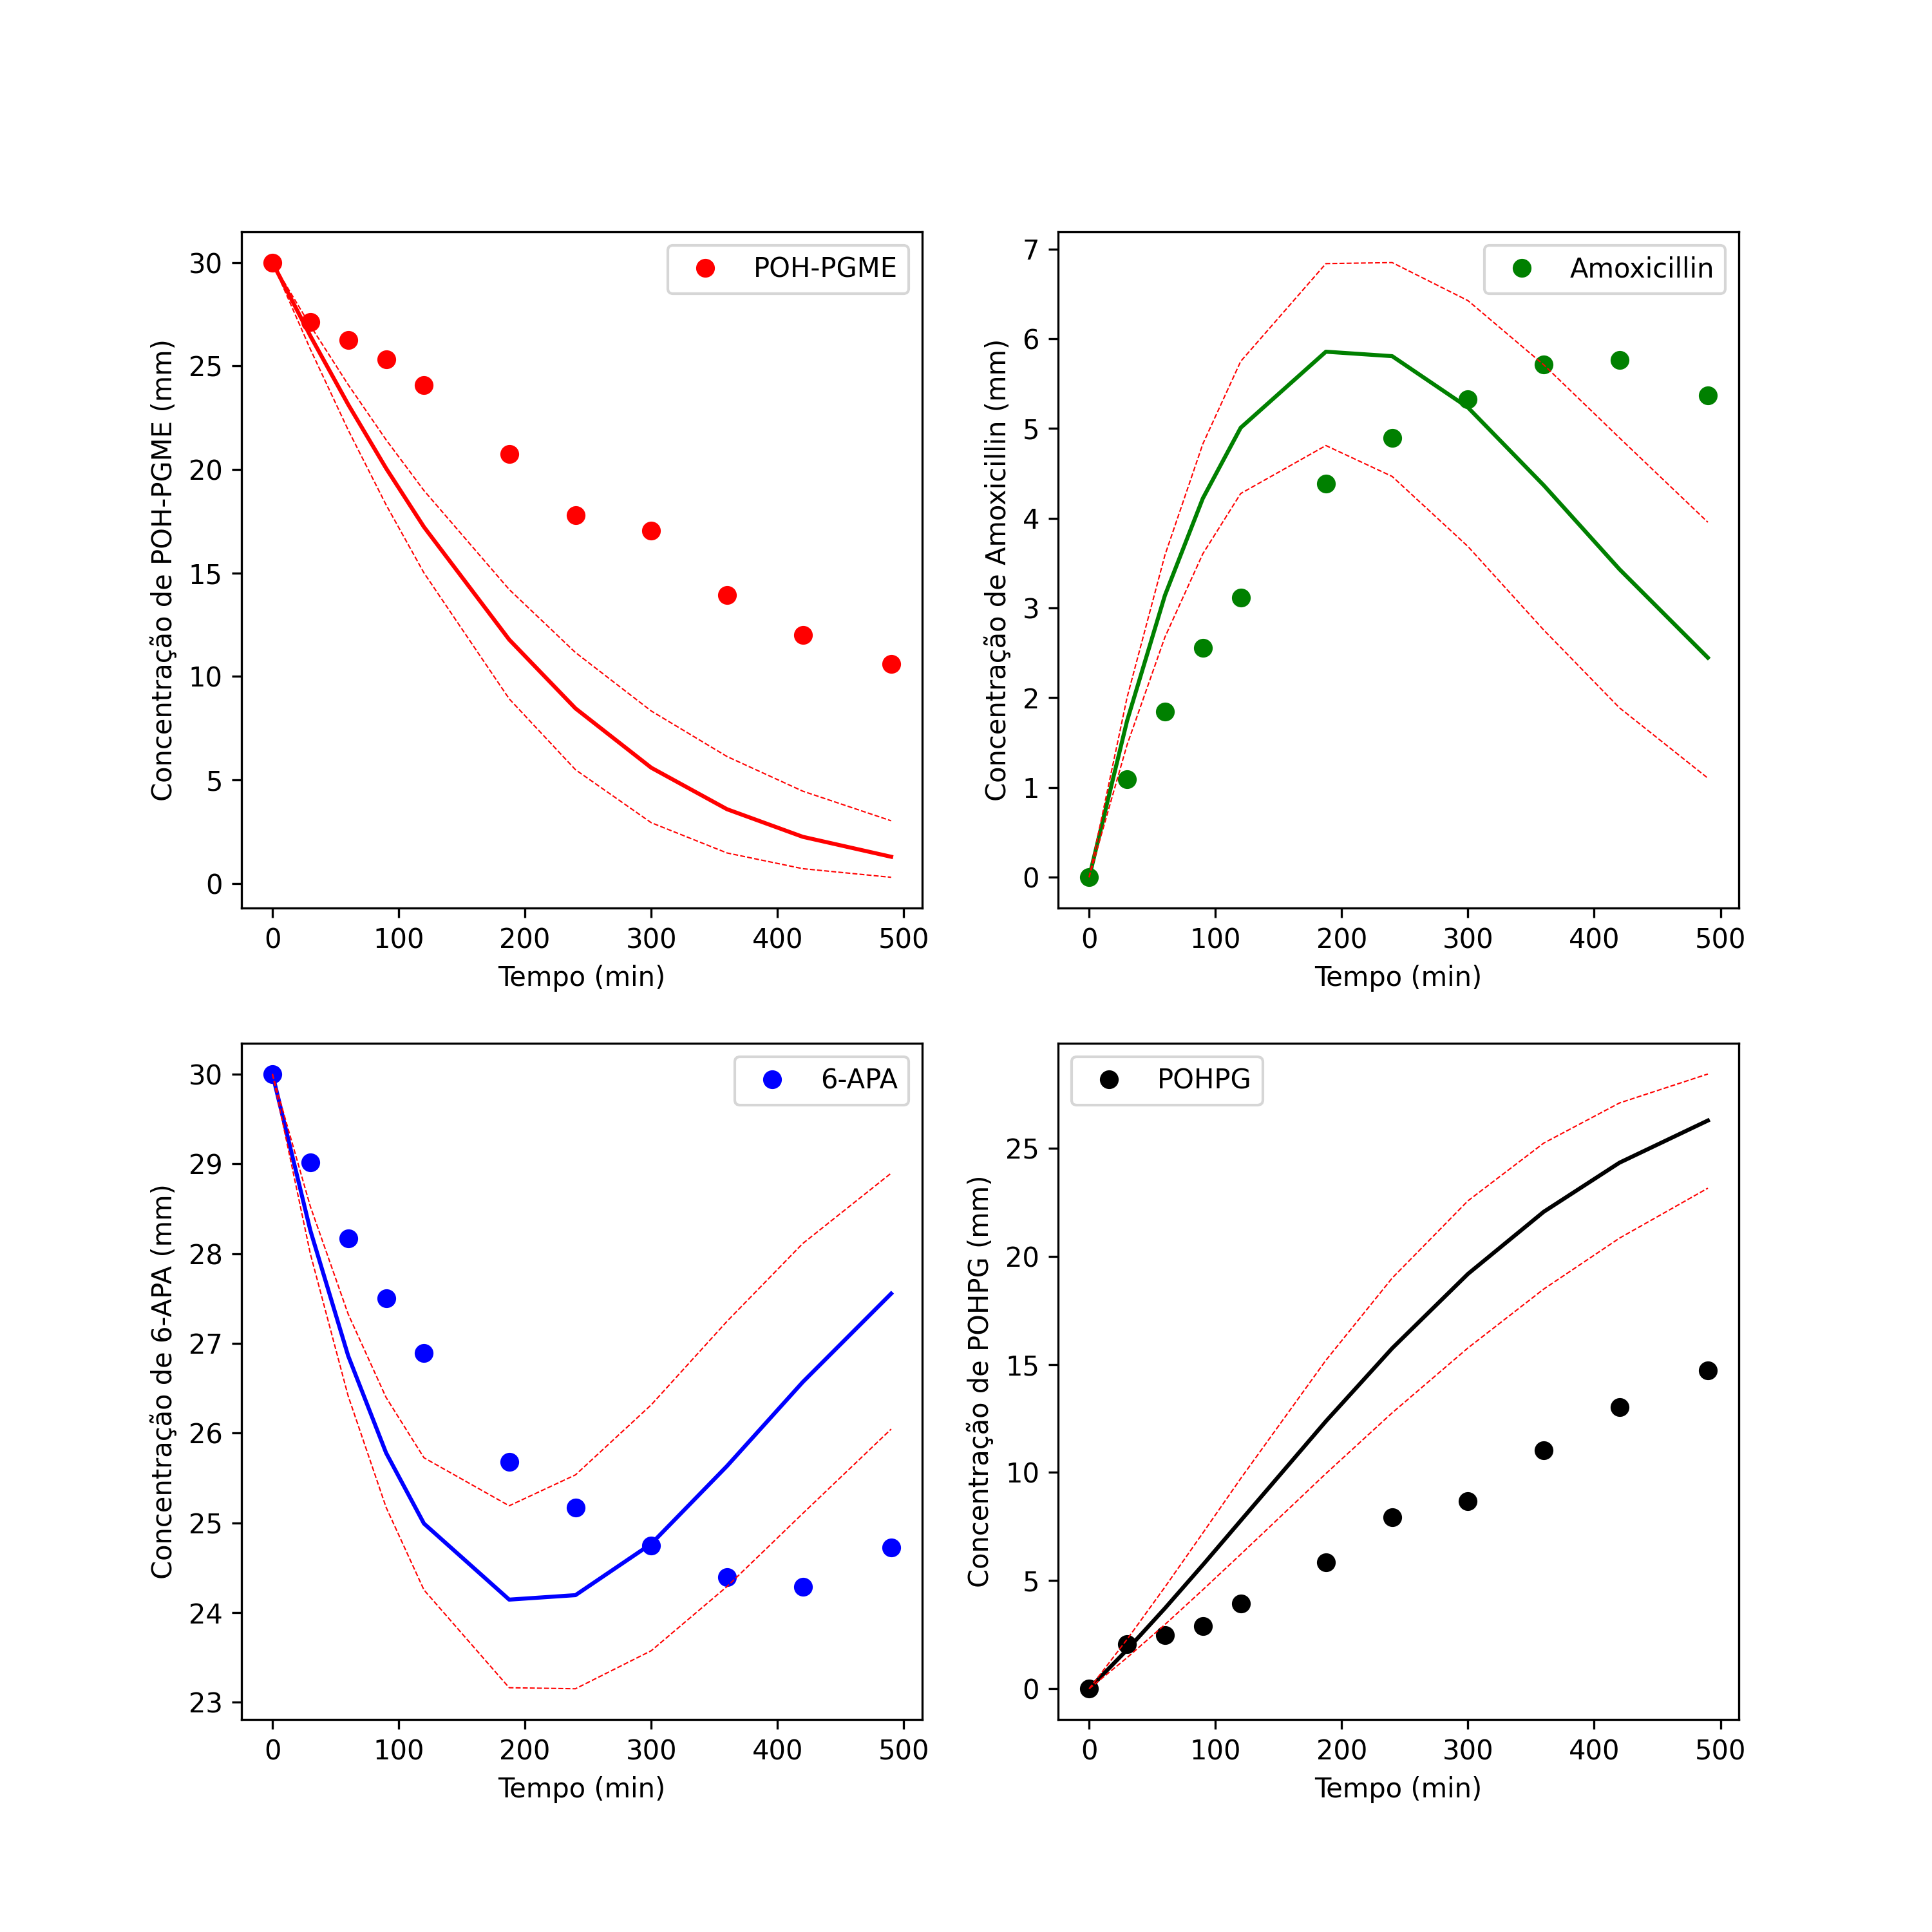 POH-PGME
Concentração de POH-PGME (mm)
30
25
20
15
10
5
0
0 100 200 300 400 500
Tempo (min)
Amoxicillin
Concentração de Amoxicillin (mm)
7
6
5
4
3
2
1
0
0 100 200 300 400 500
Tempo (min)
6-APA
Concentração de 6-APA (mm)
30
29
28
27
26
25
24
23
0 100 200 300 400 500
Tempo (min)
POHPG
Concentração de POHPG (mm)
25
20
15
10
5
0
0 100 200 300 400 500
Tempo (min)